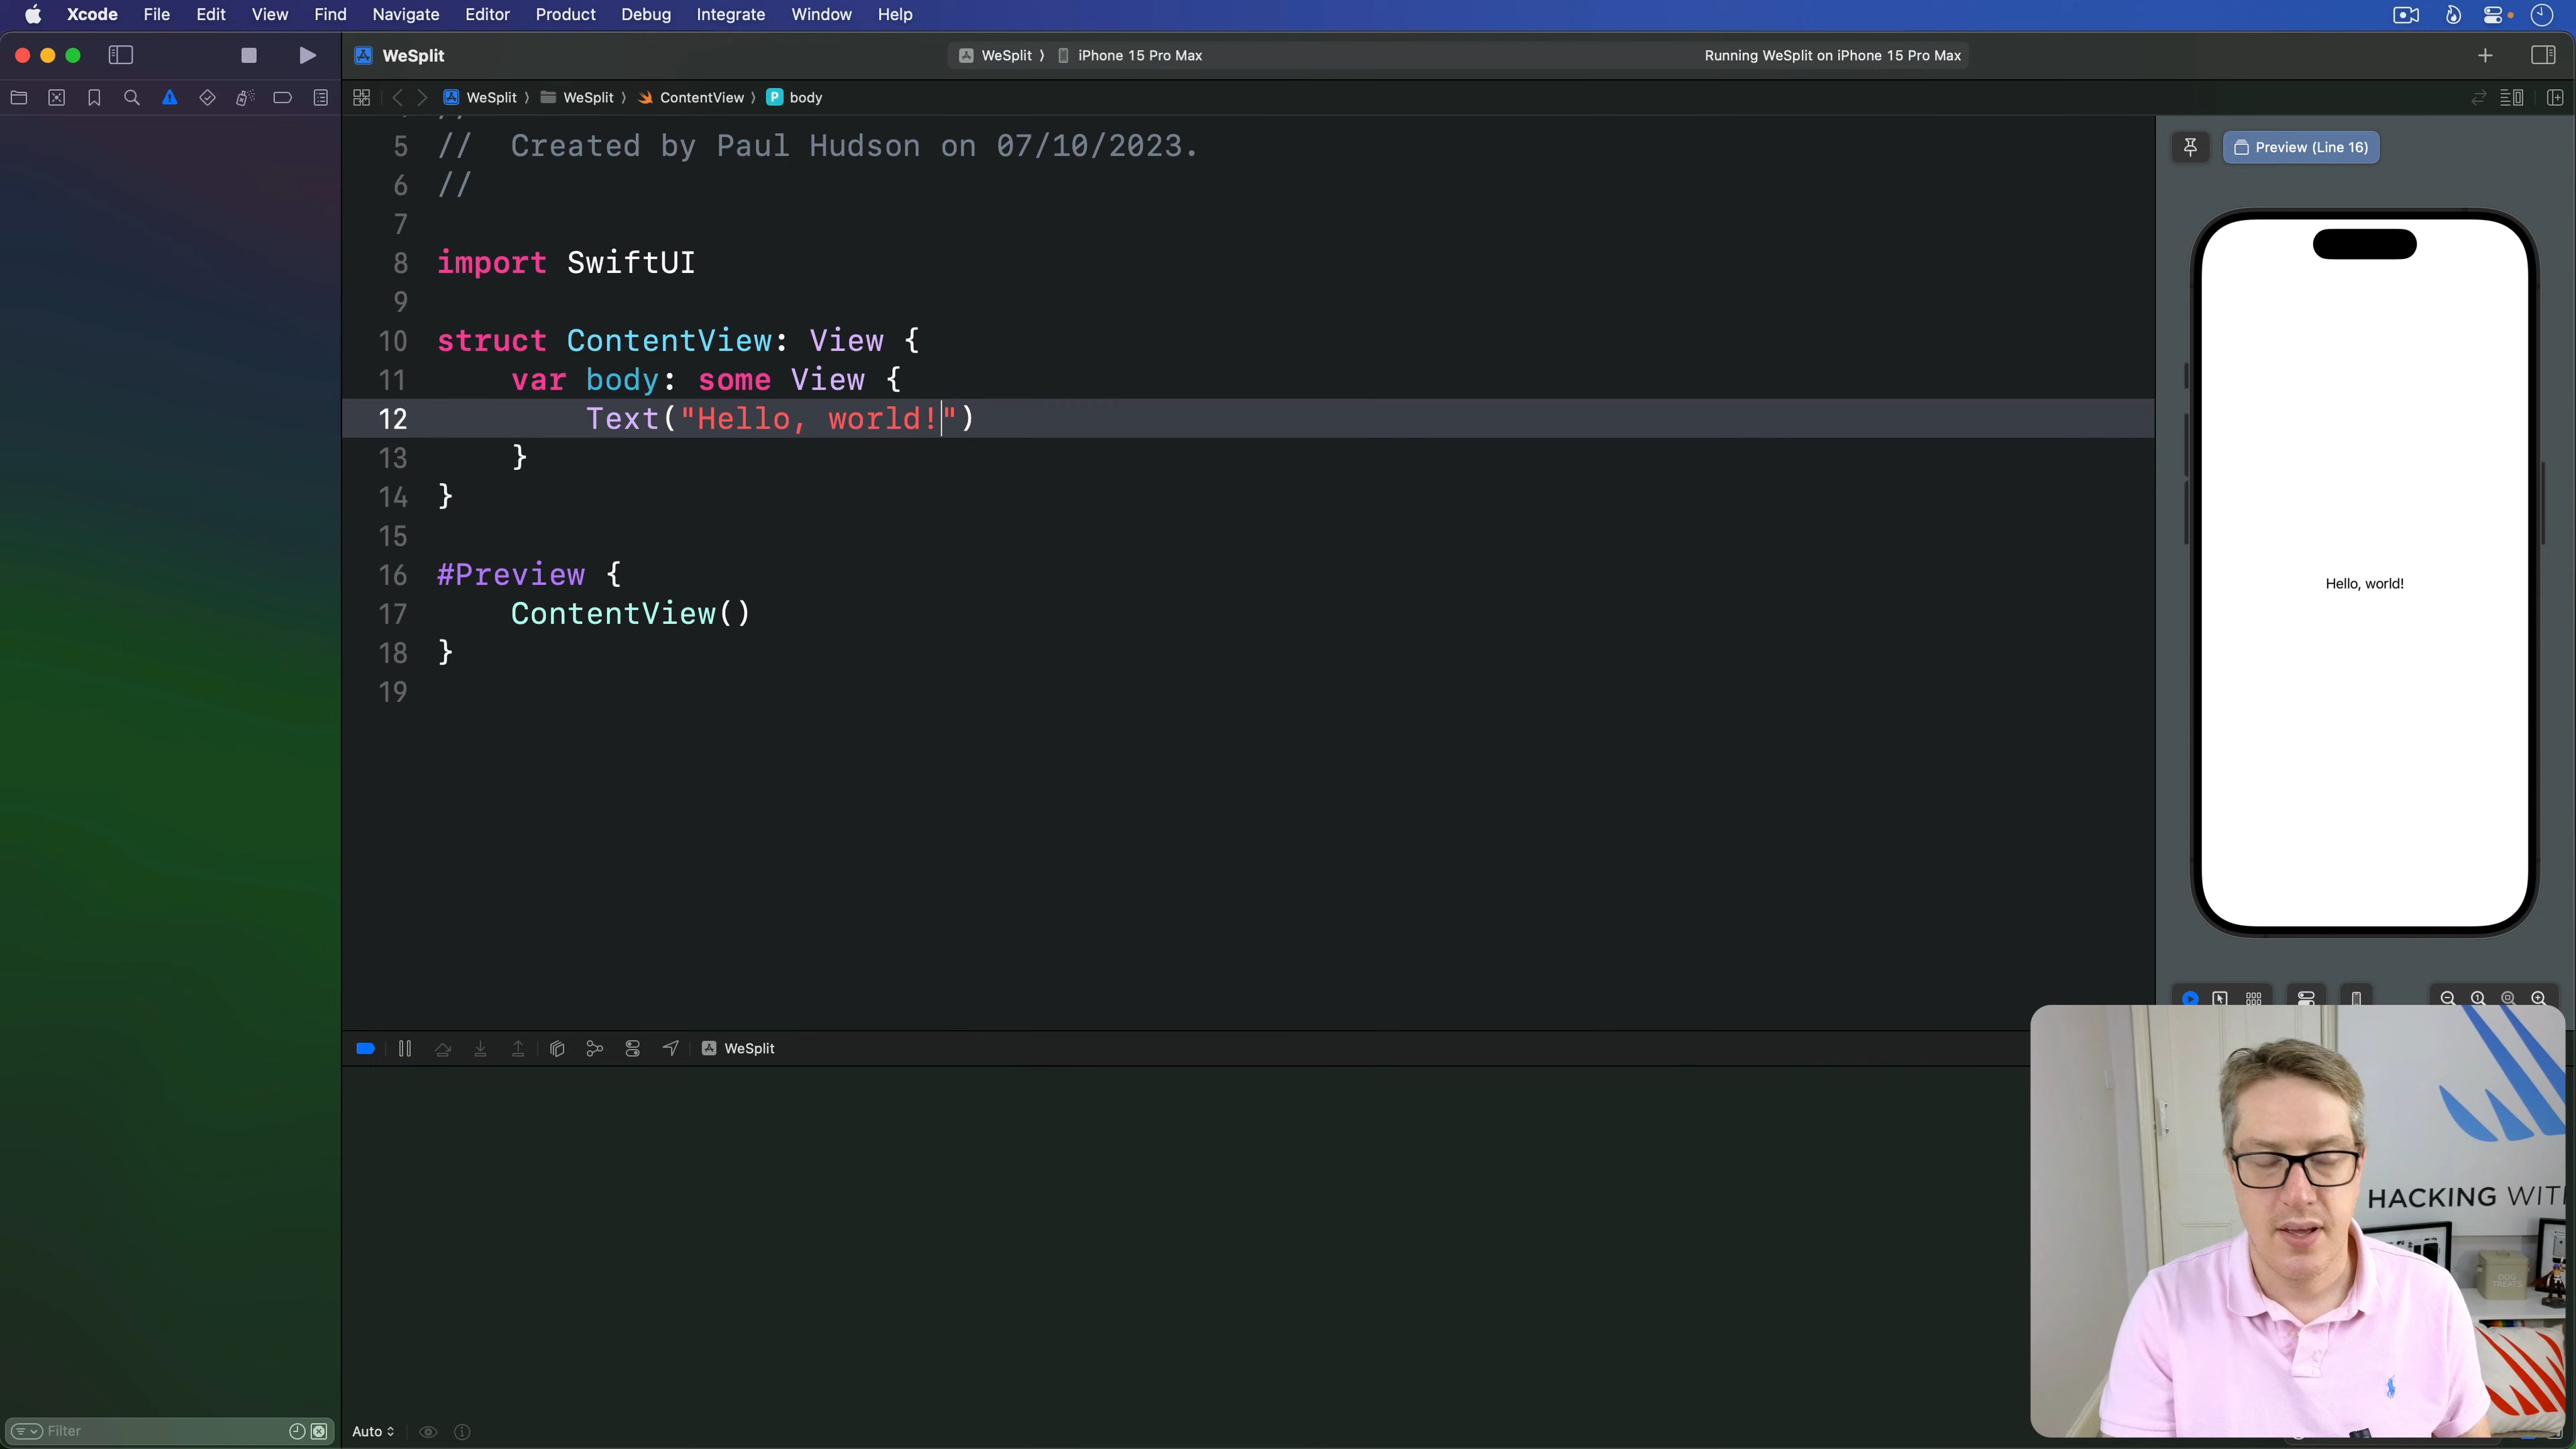 Xcode File Edit View Find Navigate Editor Product Debug Integrate Window Help
WeSplit
WeSplit 〉 iPhone 15 Pro Max
Running WeSplit on iPhone 15 Pro Max
WeSplit 〉 WeSplit 〉 ContentView 〉 P body
5 //  Created by Paul Hudson on 07/10/2023.
6 //
7
8 import SwiftUI
9
10 struct ContentView: View {
11     var body: some View {
12         Text("Hello, world!")
13     }
14 }
15
16 #Preview {
17     ContentView()
18 }
19
Preview (Line 16)
Hello, world!
WeSplit
HACKING WITH
DOG
TREATS
Filter
Auto